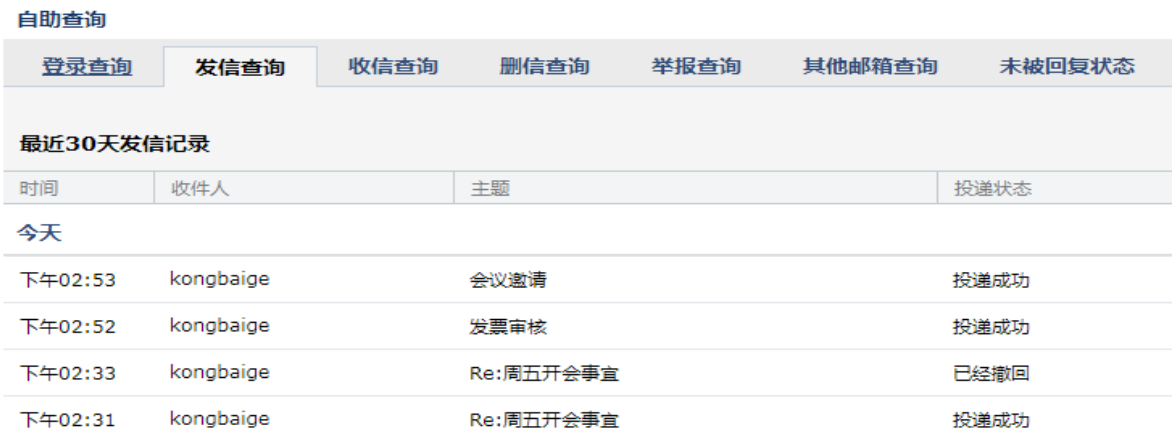 自助查询
登录查询 发信查询 收信查询 删信查询 举报查询 其他邮箱查询 未被回复状态
最近30天发信记录
时间 收件人 主题 投递状态
今天
下午02:53 kongbaige 会议邀请 投递成功
下午02:52 kongbaige 发票审核 投递成功
下午02:33 kongbaige Re:周五开会事宜 已经撤回
下午02:31 kongbaige Re:周五开会事宜 投递成功